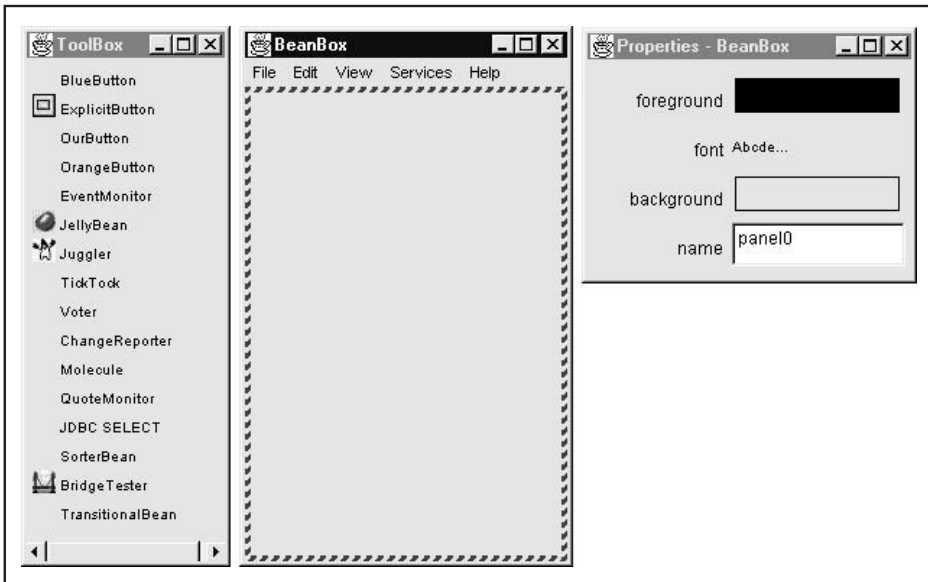 ToolBox
BlueButton
ExplicitButton
OurButton
OrangeButton
EventMonitor
JellyBean
Juggler
TickTock
Voter
ChangeReporter
Molecule
QuoteMonitor
JDBC SELECT
SorterBean
BridgeTester
TransitionalBean
BeanBox
File Edit View Services Help
Properties - BeanBox
foreground
font Abcde...
background
name panel0